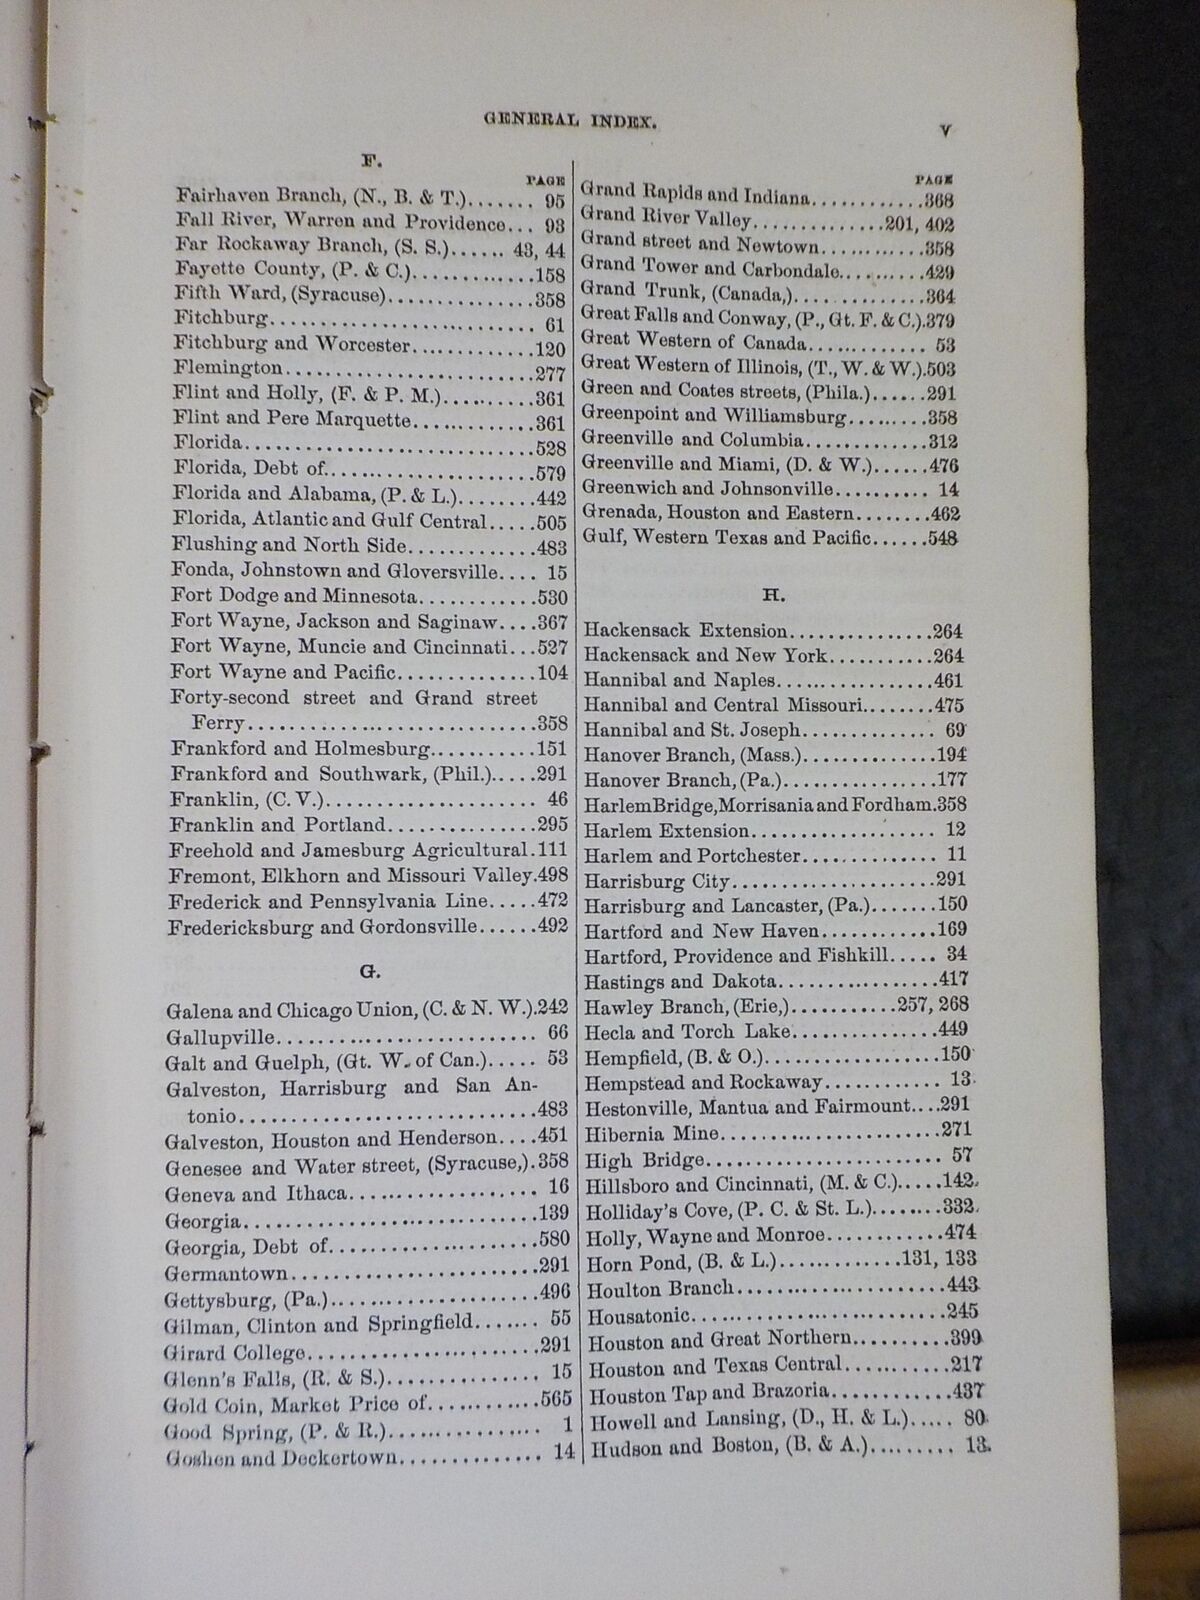 GENERAL INDEX. v
F.
PAGE
Fairhaven Branch, (N., B. & T.)....... 95
Fall River, Warren and Providence... 93
Far Rockaway Branch, (S. S.)...... 43, 44
Fayette County, (P. & C.)............158
Fifth Ward, (Syracuse)..............358
Fitchburg.......................... 61
Fitchburg and Worcester............120
Flemington........................277
Flint and Holly, (F. & P. M.).........361
Flint and Pere Marquette............361
Florida............................528
Florida, Debt of....................579
Florida and Alabama, (P. & L.)........442
Florida, Atlantic and Gulf Central.....505
Flushing and North Side............483
Fonda, Johnstown and Gloversville.... 15
Fort Dodge and Minnesota............530
Fort Wayne, Jackson and Saginaw....367
Fort Wayne, Muncie and Cincinnati...527
Fort Wayne and Pacific.............104
Forty-second street and Grand street
Ferry............................358
Frankford and Holmesburg..........151
Frankford and Southwark, (Phil.).....291
Franklin, (C. V.).................... 46
Franklin and Portland..............295
Freehold and Jamesburg Agricultural.111
Fremont, Elkhorn and Missouri Valley.498
Frederick and Pennsylvania Line.....472
Fredericksburg and Gordonsville......492
G.
Galena and Chicago Union, (C. & N. W.).242
Gallupville......................... 66
Galt and Guelph, (Gt. W. of Can.)..... 53
Galveston, Harrisburg and San An-
tonio.............................483
Galveston, Houston and Henderson....451
Genesee and Water street, (Syracuse,).358
Geneva and Ithaca.................. 16
Georgia............................139
Georgia, Debt of....................580
Germantown........................291
Gettysburg, (Pa.)....................496
Gilman, Clinton and Springfield....... 55
Girard College......................291
Glenn's Falls, (R. & S.)............... 15
Gold Coin, Market Price of............565
Good Spring, (P. & R.)............... 1
Goshen and Deckertown.............. 14
PAGE
Grand Rapids and Indiana............368
Grand River Valley..............201, 402
Grand street and Newtown...........358
Grand Tower and Carbondale.........429
Grand Trunk, (Canada,)..............364
Great Falls and Conway, (P., Gt. F. & C.).379
Great Western of Canada............ 53
Great Western of Illinois, (T., W. & W.).503
Green and Coates streets, (Phila.)......291
Greenpoint and Williamsburg.........358
Greenville and Columbia............312
Greenville and Miami, (D. & W.)......476
Greenwich and Johnsonville.......... 14
Grenada, Houston and Eastern........462
Gulf, Western Texas and Pacific......548
H.
Hackensack Extension...............264
Hackensack and New York...........264
Hannibal and Naples................461
Hannibal and Central Missouri........475
Hannibal and St. Joseph.............. 69
Hanover Branch, (Mass.).............194
Hanover Branch, (Pa.)................177
Harlem Bridge, Morrisania and Fordham.358
Harlem Extension................... 12
Harlem and Portchester.............. 11
Harrisburg City.....................291
Harrisburg and Lancaster, (Pa.).......150
Hartford and New Haven............169
Hartford, Providence and Fishkill..... 34
Hastings and Dakota................417
Hawley Branch, (Erie,)...........257, 268
Hecla and Torch Lake...............449
Hempfield, (B. & O.)..................150
Hempstead and Rockaway............ 13
Hestonville, Mantua and Fairmount....291
Hibernia Mine......................271
High Bridge........................ 57
Hillsboro and Cincinnati, (M. & C.).....142
Holliday's Cove, (P. C. & St. L.)........332
Holly, Wayne and Monroe............474
Horn Pond, (B. & L.).............131, 133
Houlton Branch.....................443
Housatonic.........................245
Houston and Great Northern.........399
Houston and Texas Central...........217
Houston Tap and Brazoria............437
Howell and Lansing, (D., H. & L.)..... 80
Hudson and Boston, (B. & A.)......... 13